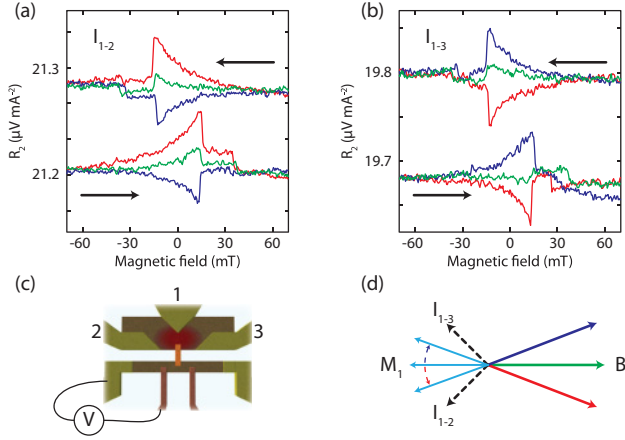 (a)
I1-2
R2 (μV mA-2)
21.3
21.2
-60 -30 0 30 60
Magnetic field (mT)
(b)
I1-3
R2 (μV mA-2)
19.8
19.7
-60 -30 0 30 60
Magnetic field (mT)
(c)
1
2
3
V
(d)
I1-3
M1
B
I1-2